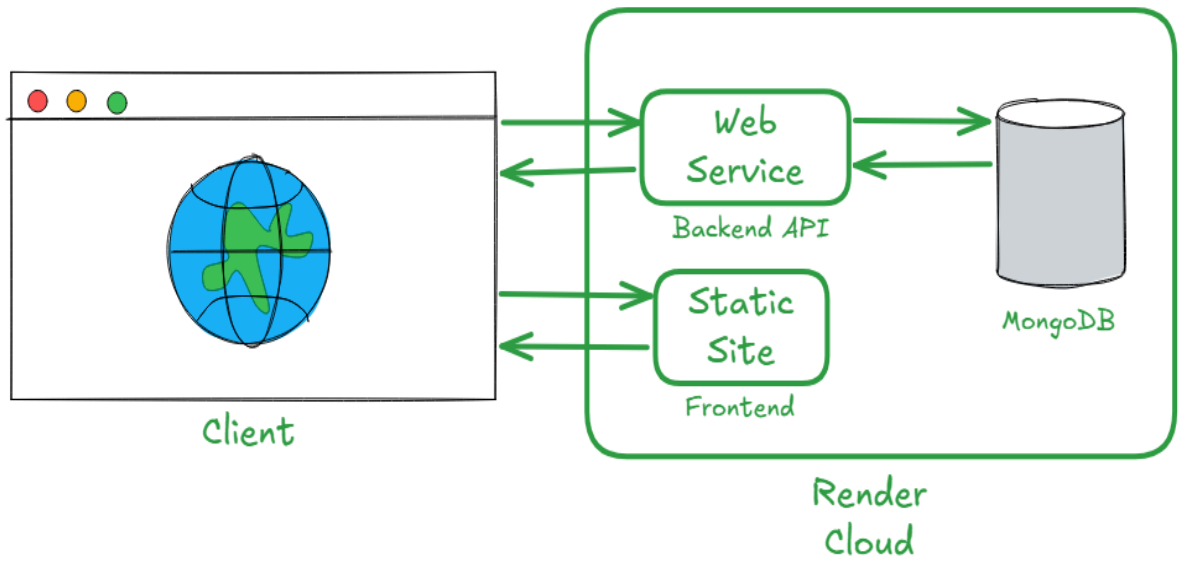 Web
Service
Backend API
Static
Site
Frontend
MongoDB
Client
Render
Cloud